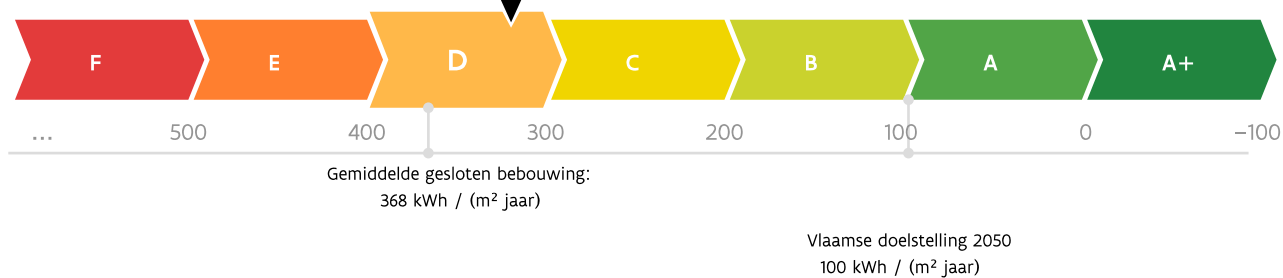 F E D C B A A+
... 500 400 300 200 100 0 –100
Gemiddelde gesloten bebouwing:
368 kWh / (m² jaar)
Vlaamse doelstelling 2050
100 kWh / (m² jaar)